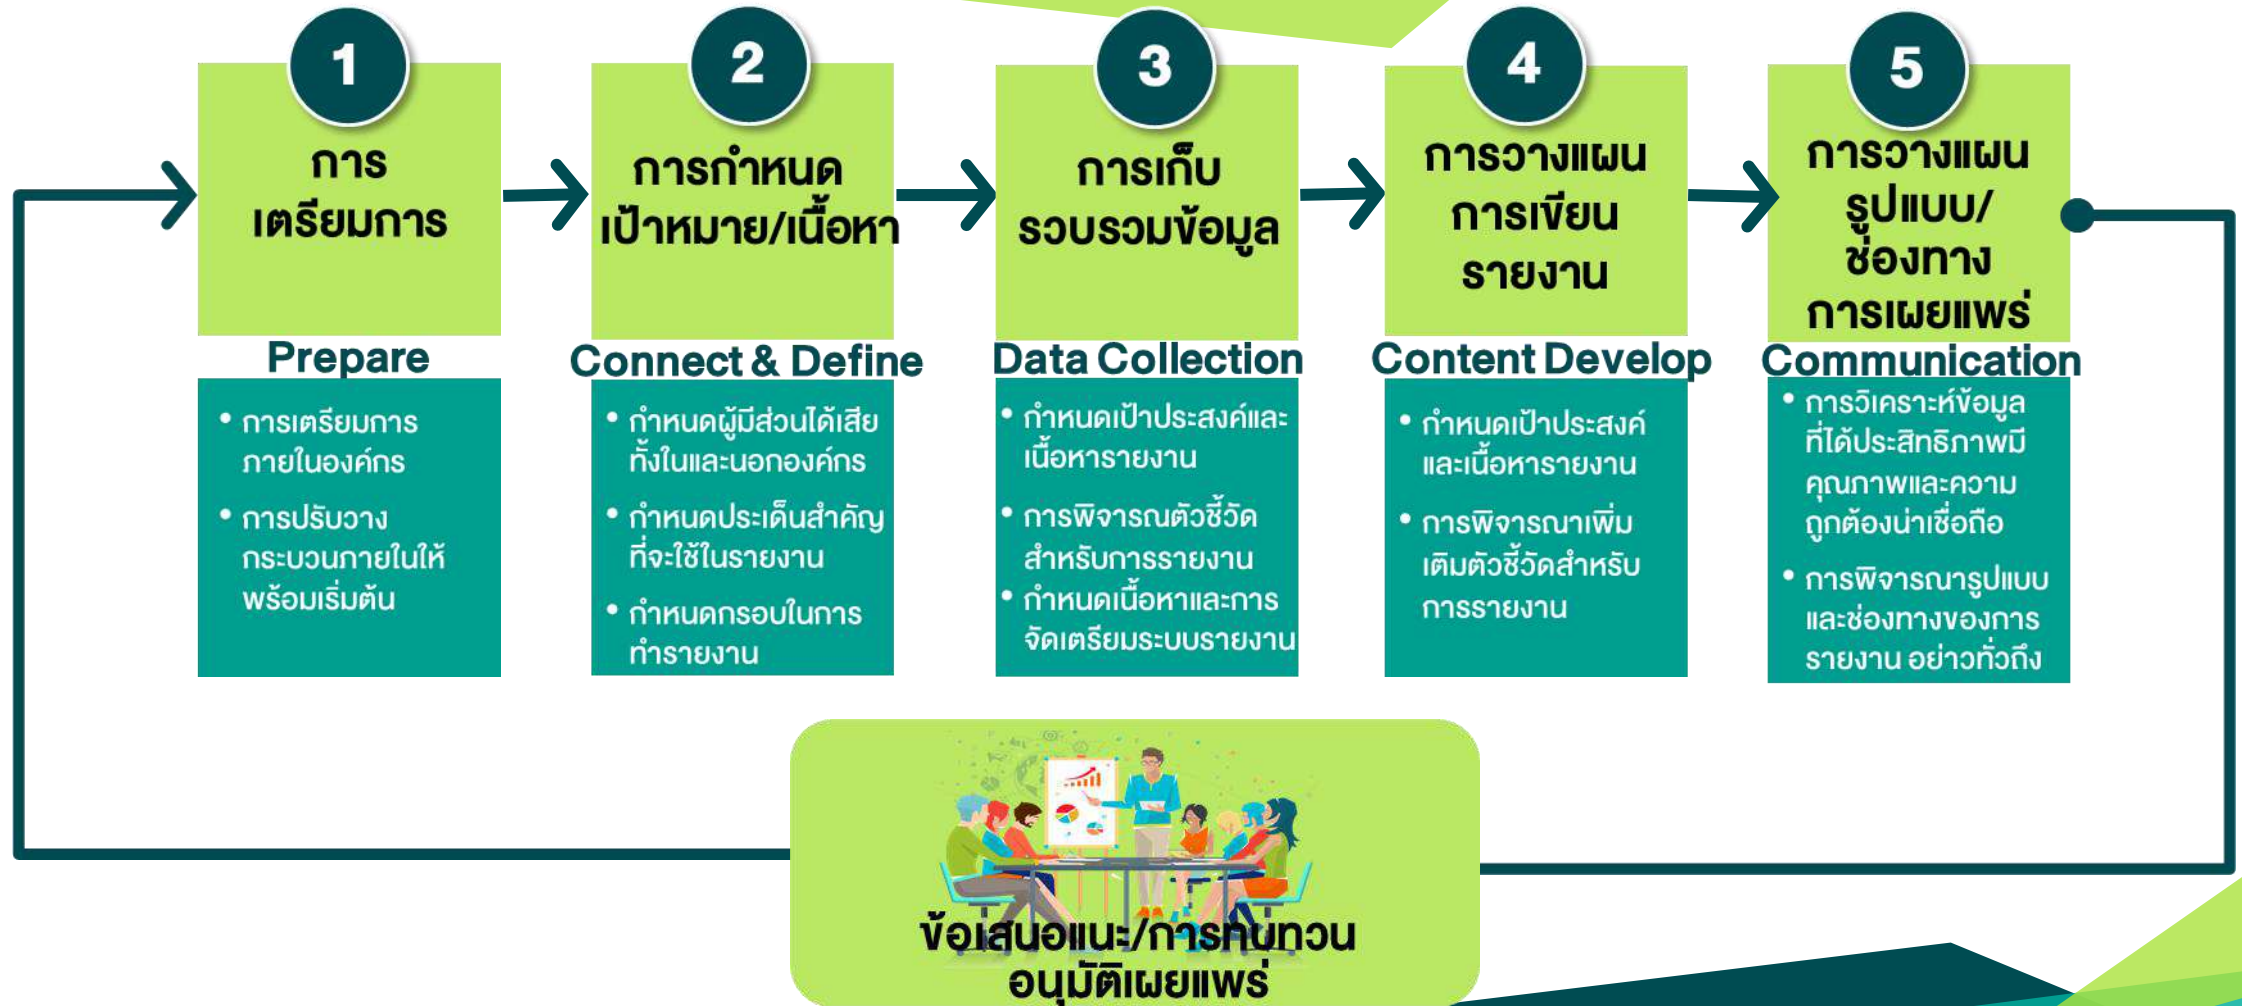 1
การ
เตรียมการ
Prepare
• การเตรียมการ
ภายในองค์กร
• การปรับวาง
กระบวนภายในให้
พร้อมเริ่มต้น
2
การกำหนด
เป้าหมาย/เนื้อหา
Connect & Define
• กำหนดผู้มีส่วนได้เสีย
ทั้งในและนอกองค์กร
• กำหนดประเด็นสำคัญ
ที่จะใช้ในรายงาน
• กำหนดกรอบในการ
ทำรายงาน
3
การเก็บ
รวบรวมข้อมูล
Data Collection
• กำหนดเป้าประสงค์และ
เนื้อหารายงาน
• การพิจารณตัวชี้วัด
สำหรับการรายงาน
• กำหนดเนื้อหาและการ
จัดเตรียมระบบรายงาน
4
การวางแผน
การเขียน
รายงาน
Content Develop
• กำหนดเป้าประสงค์
และเนื้อหารายงาน
• การพิจารณาเพิ่ม
เติมตัวชี้วัดสำหรับ
การรายงาน
5
การวางแผน
รูปแบบ/
ช่องทาง
การเผยแพร่
Communication
• การวิเคราะห์ข้อมูล
ที่ได้ประสิทธิภาพมี
คุณภาพและความ
ถูกต้องน่าเชื่อถือ
• การพิจารณารูปแบบ
และช่องทางของการ
รายงาน อย่าวทั่วถึง
ข้อเสนอแนะ/การทบทวน
อนุมัติเผยแพร่